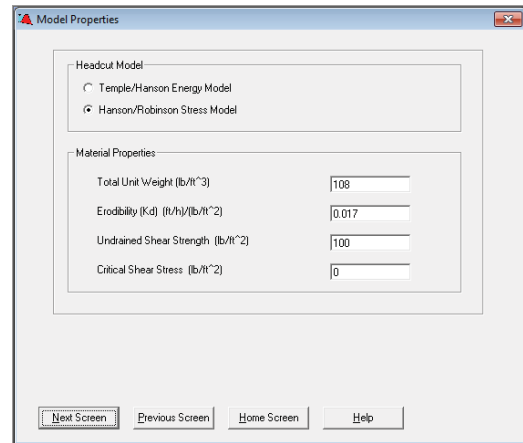 Model Properties
Headcut Model
Temple/Hanson Energy Model
Hanson/Robinson Stress Model
Material Properties
Total Unit Weight (lb/ft^3) 108
Erodibility (Kd) (ft/h)/(lb/ft^2) 0.017
Undrained Shear Strength (lb/ft^2) 100
Critical Shear Stress (lb/ft^2) 0
Next Screen Previous Screen Home Screen Help